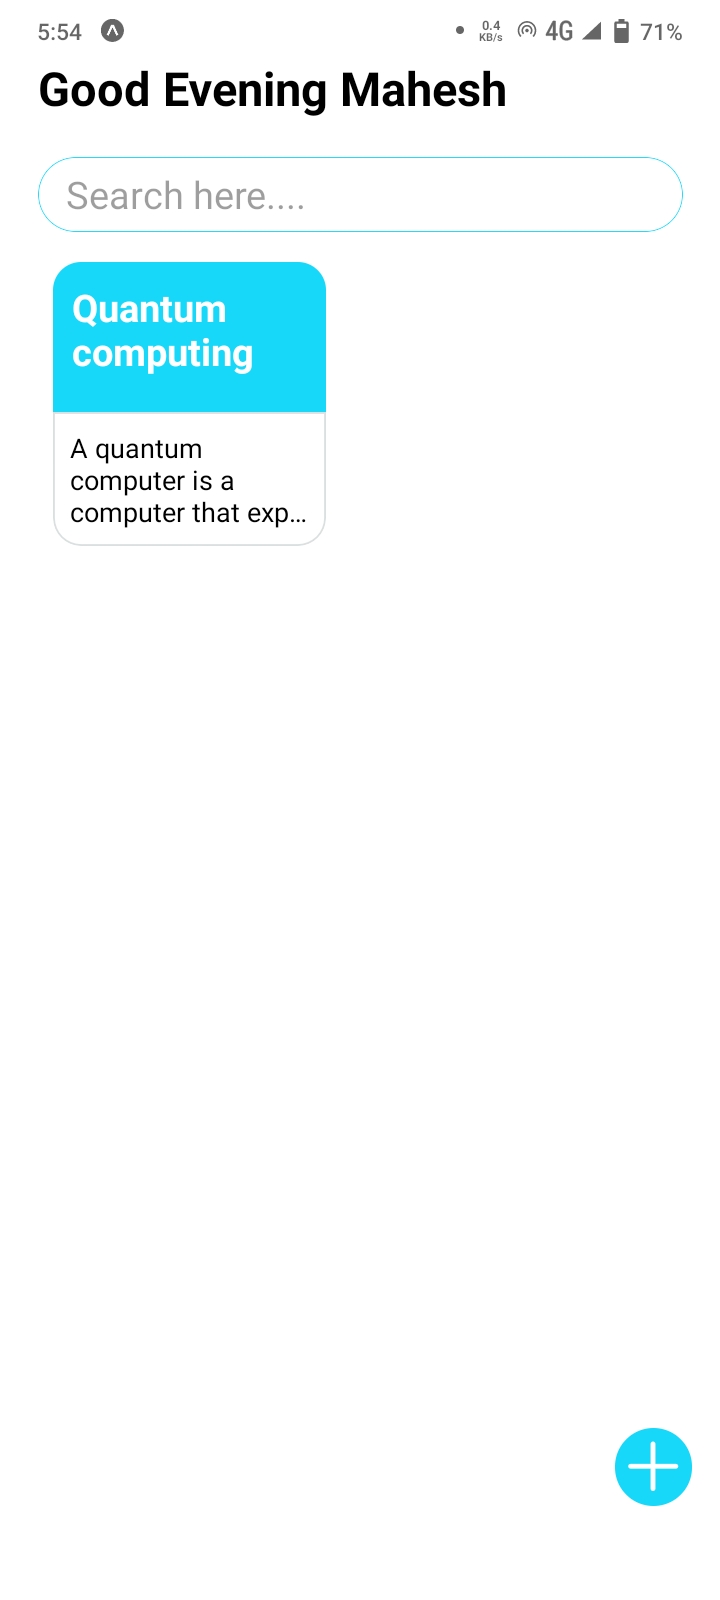 5:54 0.4 KB/s 4G 71%
Good Evening Mahesh
Search here....
Quantum
computing
A quantum
computer is a
computer that exp...